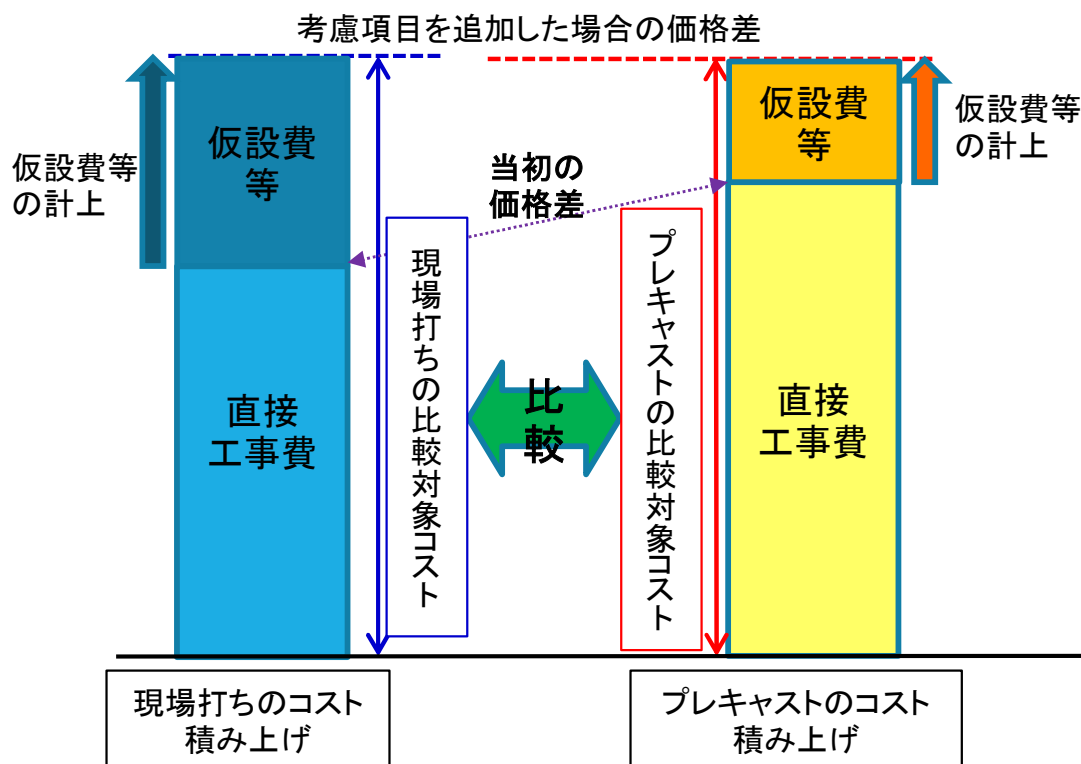 考慮項目を追加した場合の価格差
仮設費等
の計上
仮設費
等
当初の
価格差
仮設費
等
仮設費等
の計上
直接
工事費
現場打ちの比較対象コスト
比
較
プレキャストの比較対象コスト
直接
工事費
現場打ちのコスト
積み上げ
プレキャストのコスト
積み上げ